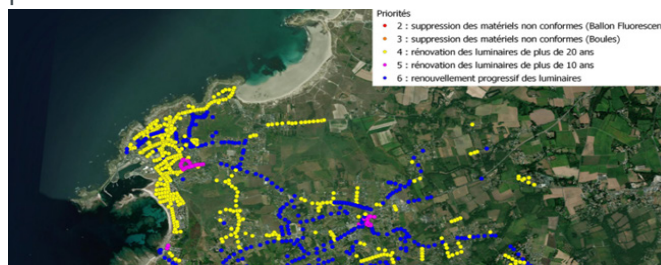 Priorités
2 : suppression des matériels non conformes (Ballon Fluorescen
3 : suppression des matériels non conformes (Boules)
4 : rénovation des luminaires de plus de 20 ans
5 : rénovation des luminaires de plus de 10 ans
6 : renouvellement progressif des luminaires